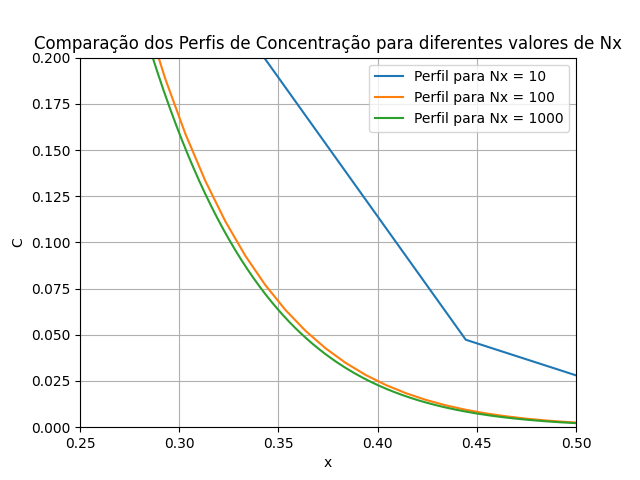 Comparação dos Perfis de Concentração para diferentes valores de Nx
Perfil para Nx = 10
Perfil para Nx = 100
Perfil para Nx = 1000
C
0.200
0.175
0.150
0.125
0.100
0.075
0.050
0.025
0.000
0.25 0.30 0.35 0.40 0.45 0.50
x